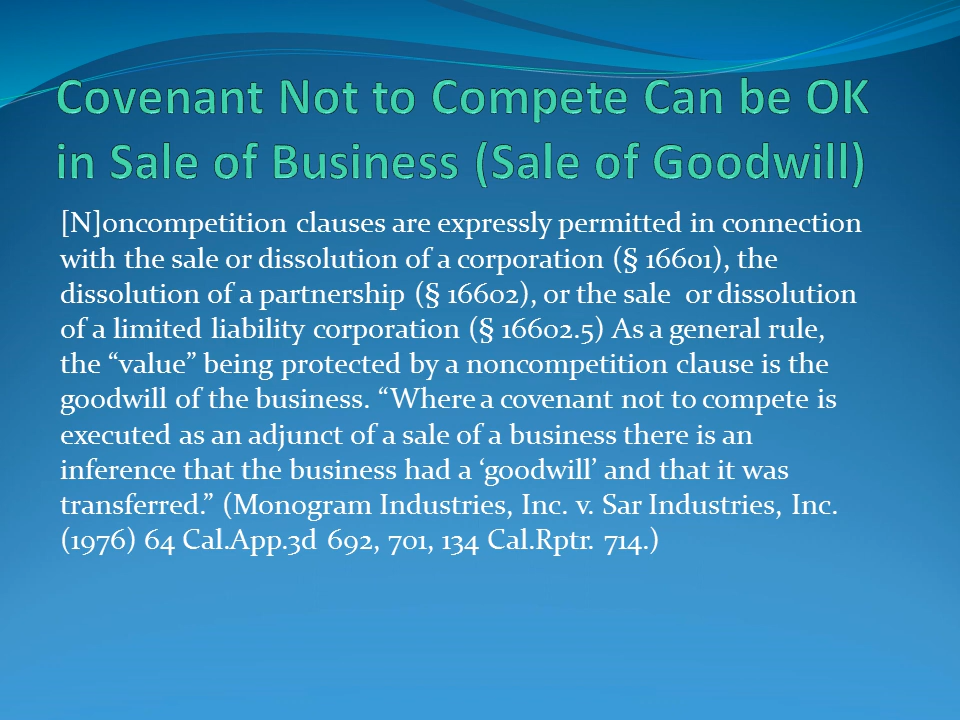 Covenant Not to Compete Can be OK
in Sale of Business (Sale of Goodwill)
[N]oncompetition clauses are expressly permitted in connection
with the sale or dissolution of a corporation (§ 16601), the
dissolution of a partnership (§ 16602), or the sale  or dissolution
of a limited liability corporation (§ 16602.5) As a general rule,
the “value” being protected by a noncompetition clause is the
goodwill of the business. “Where a covenant not to compete is
executed as an adjunct of a sale of a business there is an
inference that the business had a ‘goodwill’ and that it was
transferred.” (Monogram Industries, Inc. v. Sar Industries, Inc.
(1976) 64 Cal.App.3d 692, 701, 134 Cal.Rptr. 714.)